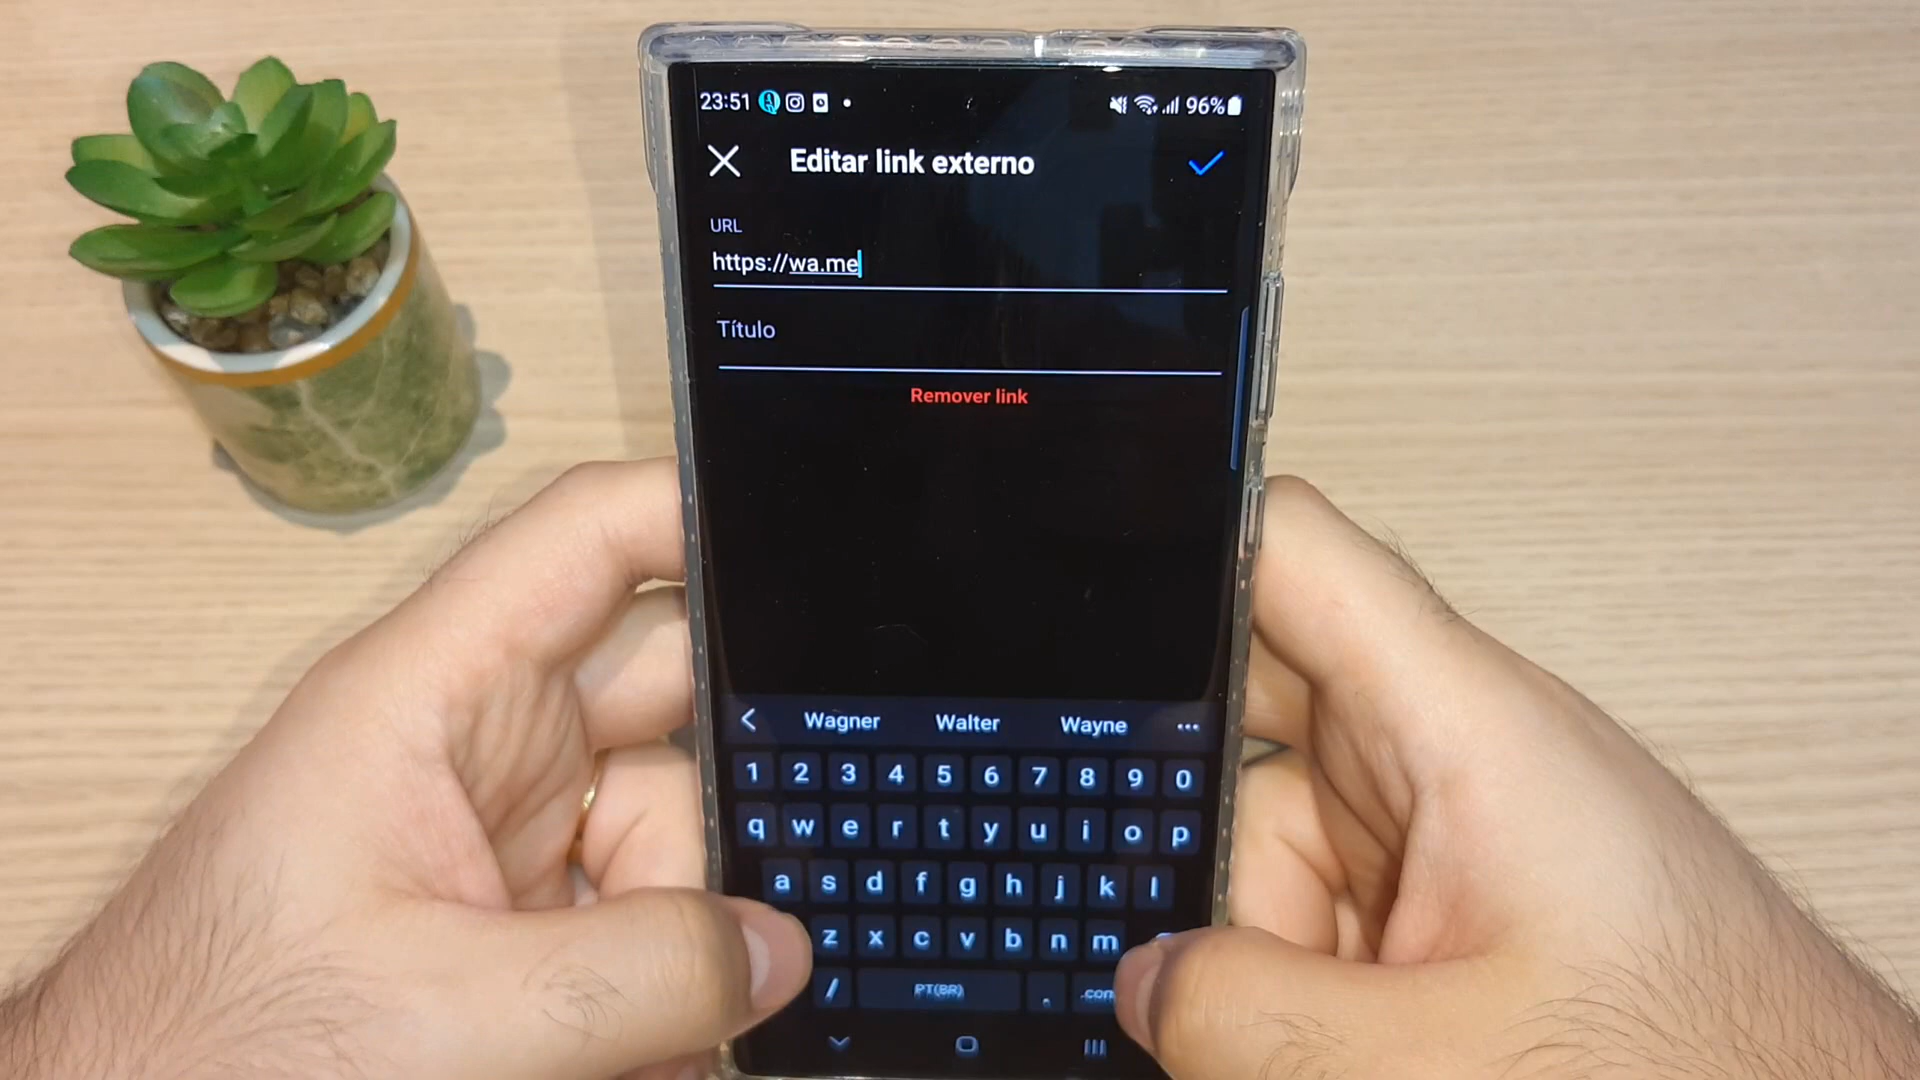 23:51 96%
Editar link externo
URL
https://wa.me
Título
Remover link
Wagner Walter Wayne ...
1 2 3 4 5 6 7 8 9 0
q w e r t y u i o p
a s d f g h j k l
z x c v b n m
/ PT(BR) . .com